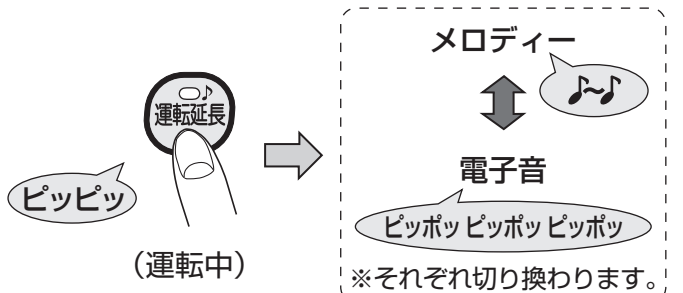 ♪
運転延長
ピッピッ
(運転中)
メロディー
♪~♪
電子音
ピッポッ ピッポッ ピッポッ
※それぞれ切り換わります。